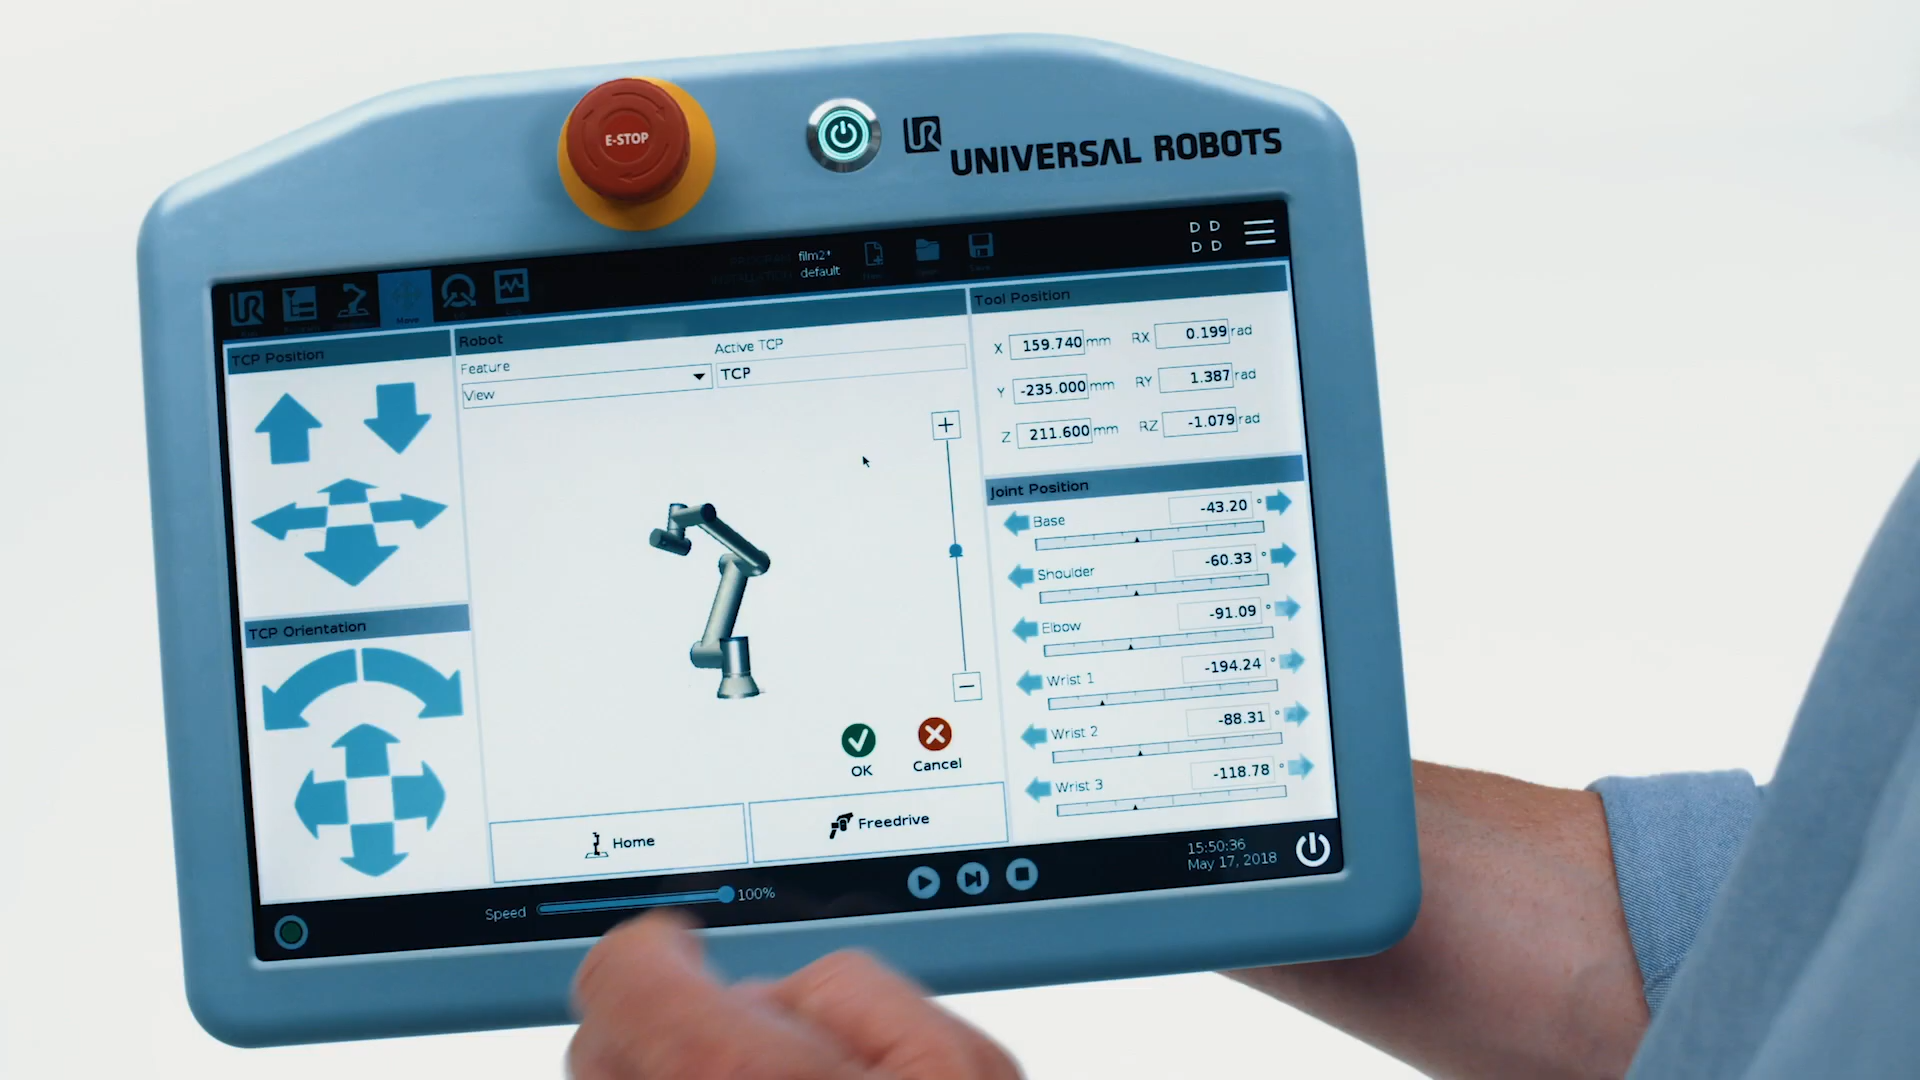 E-STOP
UR
UNIVERSAL ROBOTS
film2*
default
D D
D D
UR
Move
TCP Position
Robot
Feature
View
Active TCP
TCP
Tool Position
X 159.740 mm RX 0.199 rad
Y -235.000 mm RY 1.387 rad
Z 211.600 mm RZ -1.079 rad
+
−
Joint Position
Base -43.20 °
Shoulder -60.33 °
Elbow -91.09 °
Wrist 1 -194.24 °
Wrist 2 -88.31 °
Wrist 3 -118.78 °
TCP Orientation
OK
Cancel
Home
Freedrive
Speed 100%
15:50:36
May 17, 2018